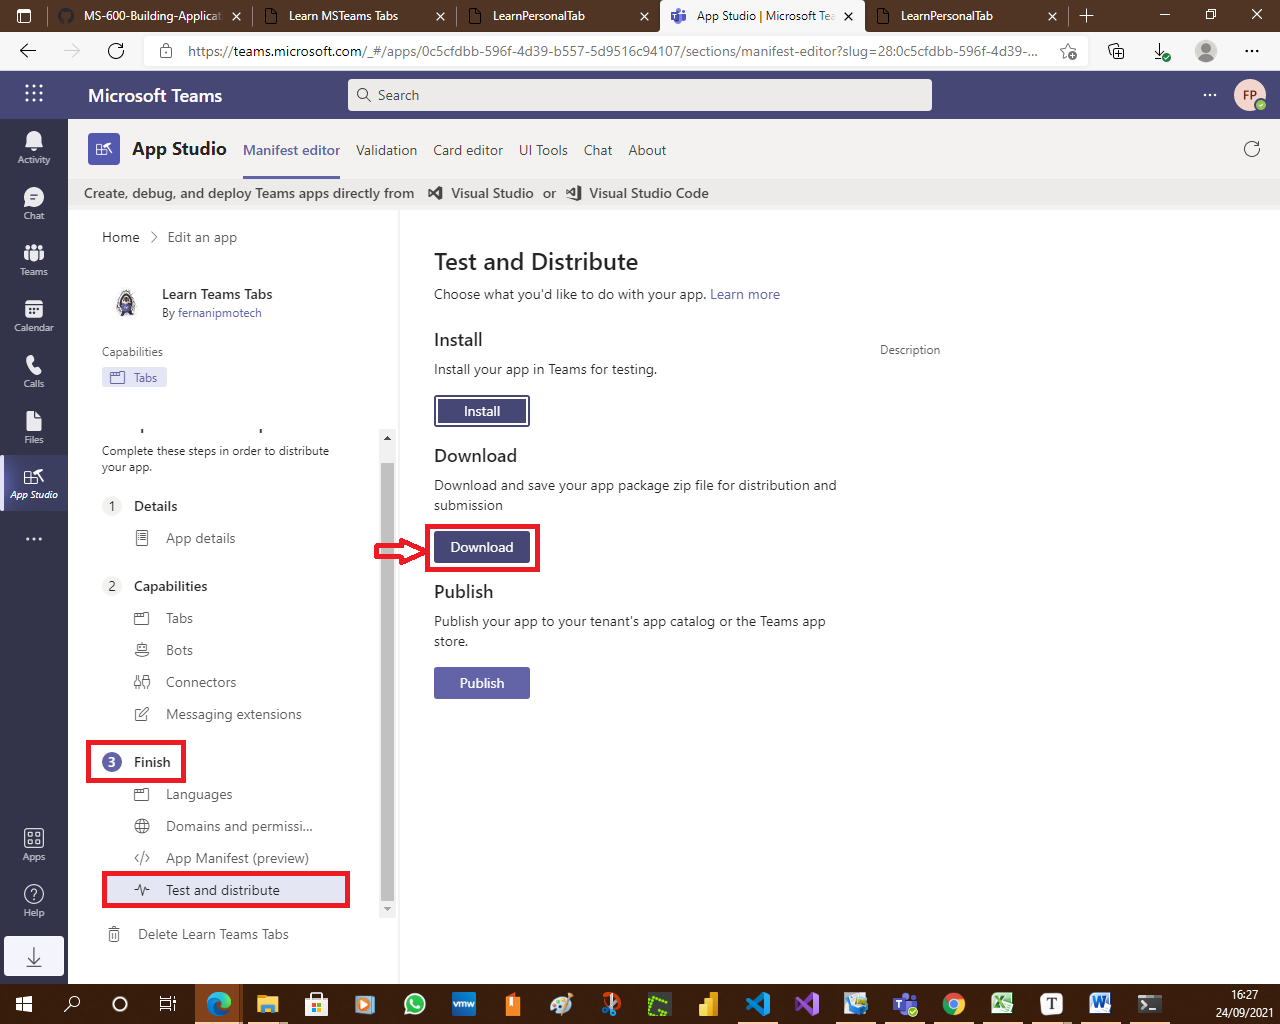 MS-600-Building-Applicat
Learn MSTeams Tabs
LearnPersonalTab
App Studio | Microsoft Tea
LearnPersonalTab
https://teams.microsoft.com/_#/apps/0c5cfdbb-596f-4d39-b557-5d9516c94107/sections/manifest-editor?slug=28:0c5cfdbb-596f-4d39-...
Microsoft Teams
Search
FP
Activity
Chat
Teams
Calendar
Calls
Files
App Studio
Apps
Help
App Studio
Manifest editor
Validation
Card editor
UI Tools
Chat
About
Create, debug, and deploy Teams apps directly from Visual Studio or Visual Studio Code
Home > Edit an app
Learn Teams Tabs
By fernanipmotech
Capabilities
Tabs
Complete these steps in order to distribute
your app.
1 Details
App details
2 Capabilities
Tabs
Bots
Connectors
Messaging extensions
3 Finish
Languages
Domains and permissi...
App Manifest (preview)
Test and distribute
Delete Learn Teams Tabs
Test and Distribute
Choose what you'd like to do with your app. Learn more
Install
Install your app in Teams for testing.
Install
Download
Download and save your app package zip file for distribution and
submission
Download
Publish
Publish your app to your tenant's app catalog or the Teams app
store.
Publish
Description
vmw
16:27
24/09/2021